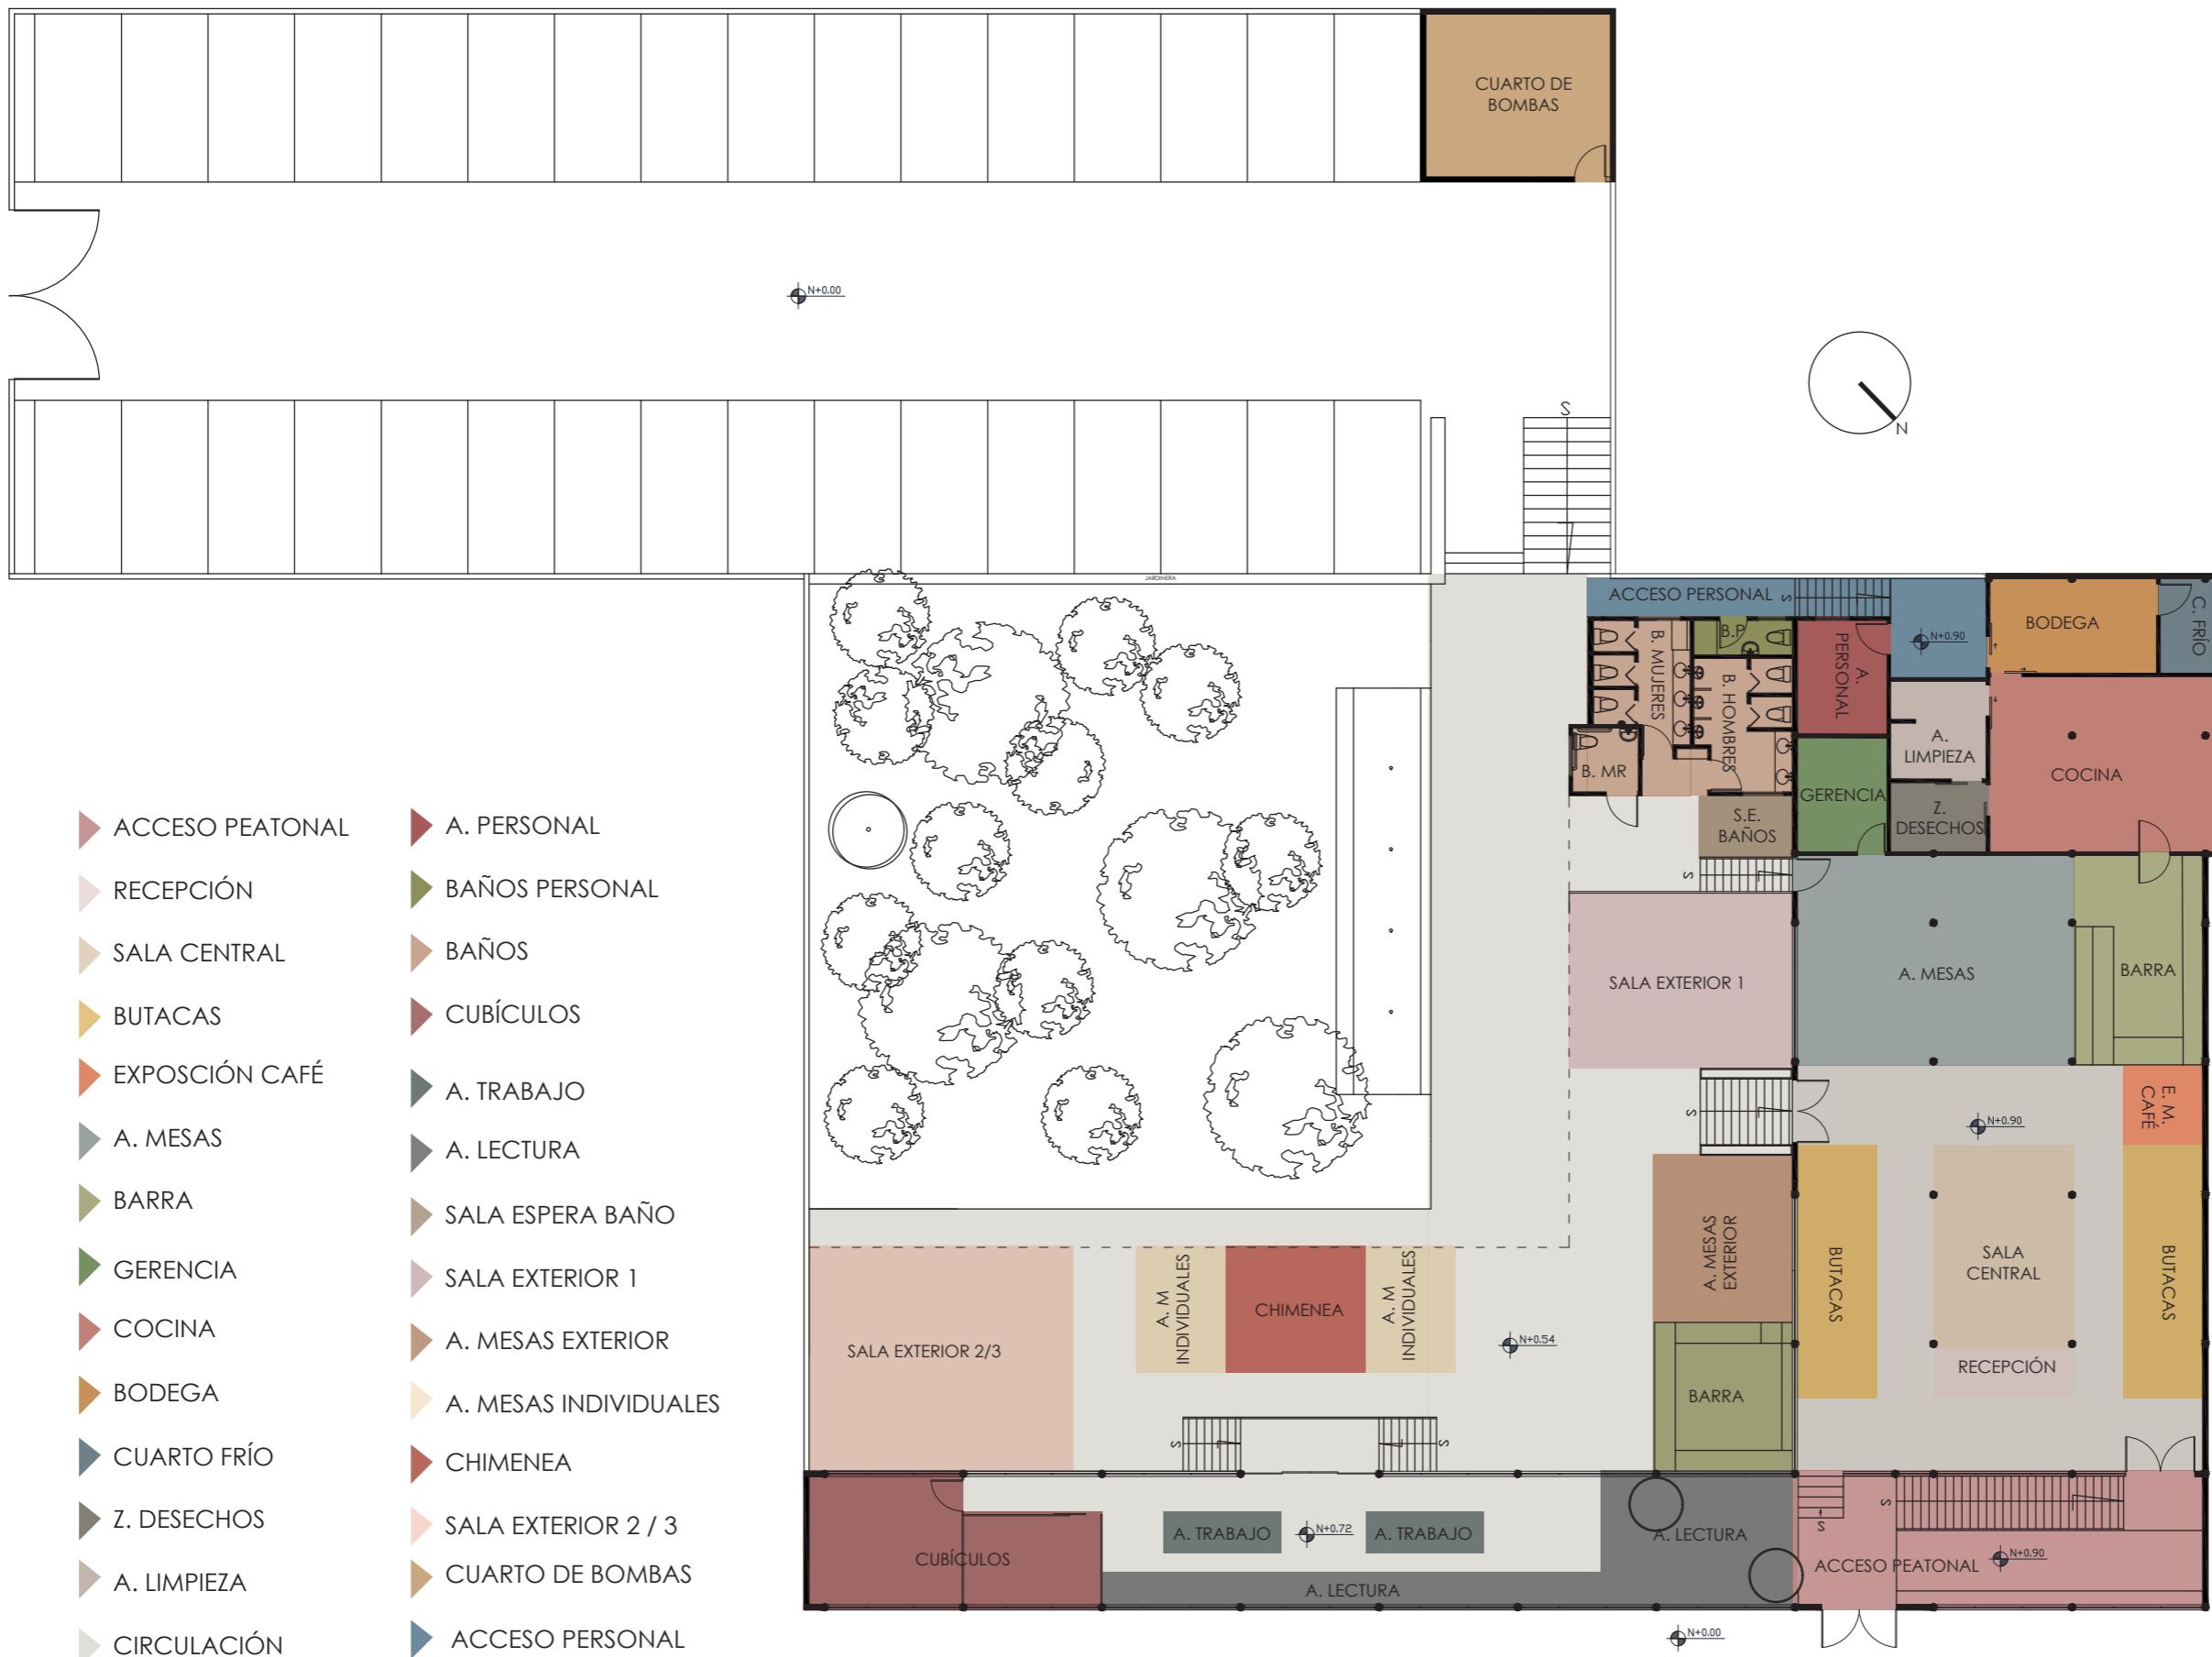 CUARTO DE
BOMBAS
N+0.00
N
S
JARDINERA
ACCESO PERSONAL
S
N+0.90
BODEGA
C. FRÍO
B. MUJERES
B.P
B. HOMBRES
A.
PERSONAL
A.
LIMPIEZA
COCINA
B. MR
GERENCIA
S.E.
BAÑOS
Z.
DESECHOS
S
SALA EXTERIOR 1
A. MESAS
BARRA
S
E. M.
CAFÉ
N+0.90
A. MESAS
EXTERIOR
BUTACAS
SALA
CENTRAL
BUTACAS
RECEPCIÓN
SALA EXTERIOR 2/3
A. M
INDIVIDUALES
CHIMENEA
A. M
INDIVIDUALES
N+0.54
BARRA
S
S
CUBÍCULOS
A. TRABAJO
N+0.72
A. TRABAJO
A. LECTURA
A. LECTURA
S
S
ACCESO PEATONAL
N+0.90
N+0.00
ACCESO PEATONAL
RECEPCIÓN
SALA CENTRAL
BUTACAS
EXPOSCIÓN CAFÉ
A. MESAS
BARRA
GERENCIA
COCINA
BODEGA
CUARTO FRÍO
Z. DESECHOS
A. LIMPIEZA
CIRCULACIÓN
A. PERSONAL
BAÑOS PERSONAL
BAÑOS
CUBÍCULOS
A. TRABAJO
A. LECTURA
SALA ESPERA BAÑO
SALA EXTERIOR 1
A. MESAS EXTERIOR
A. MESAS INDIVIDUALES
CHIMENEA
SALA EXTERIOR 2 / 3
CUARTO DE BOMBAS
ACCESO PERSONAL